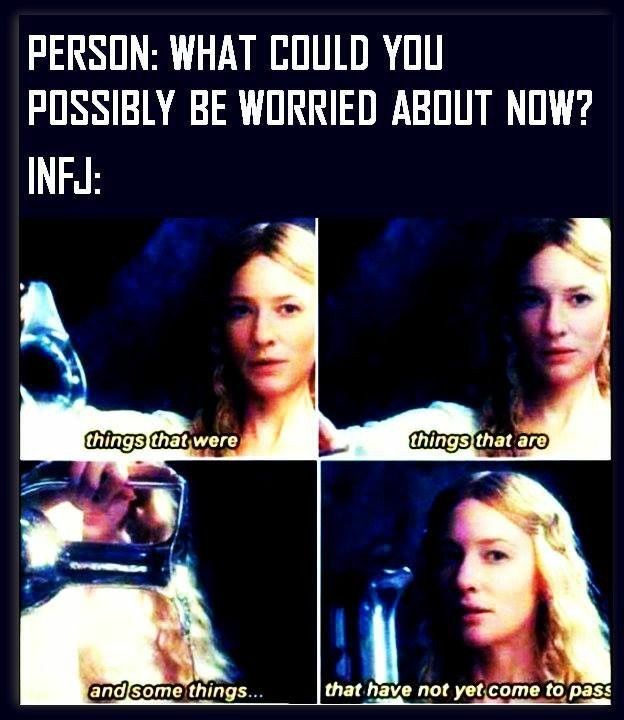 PERSON: WHAT COULD YOU
POSSIBLY BE WORRIED ABOUT NOW?
INFJ:
things that were
things that are
and some things...
that have not yet come to pass